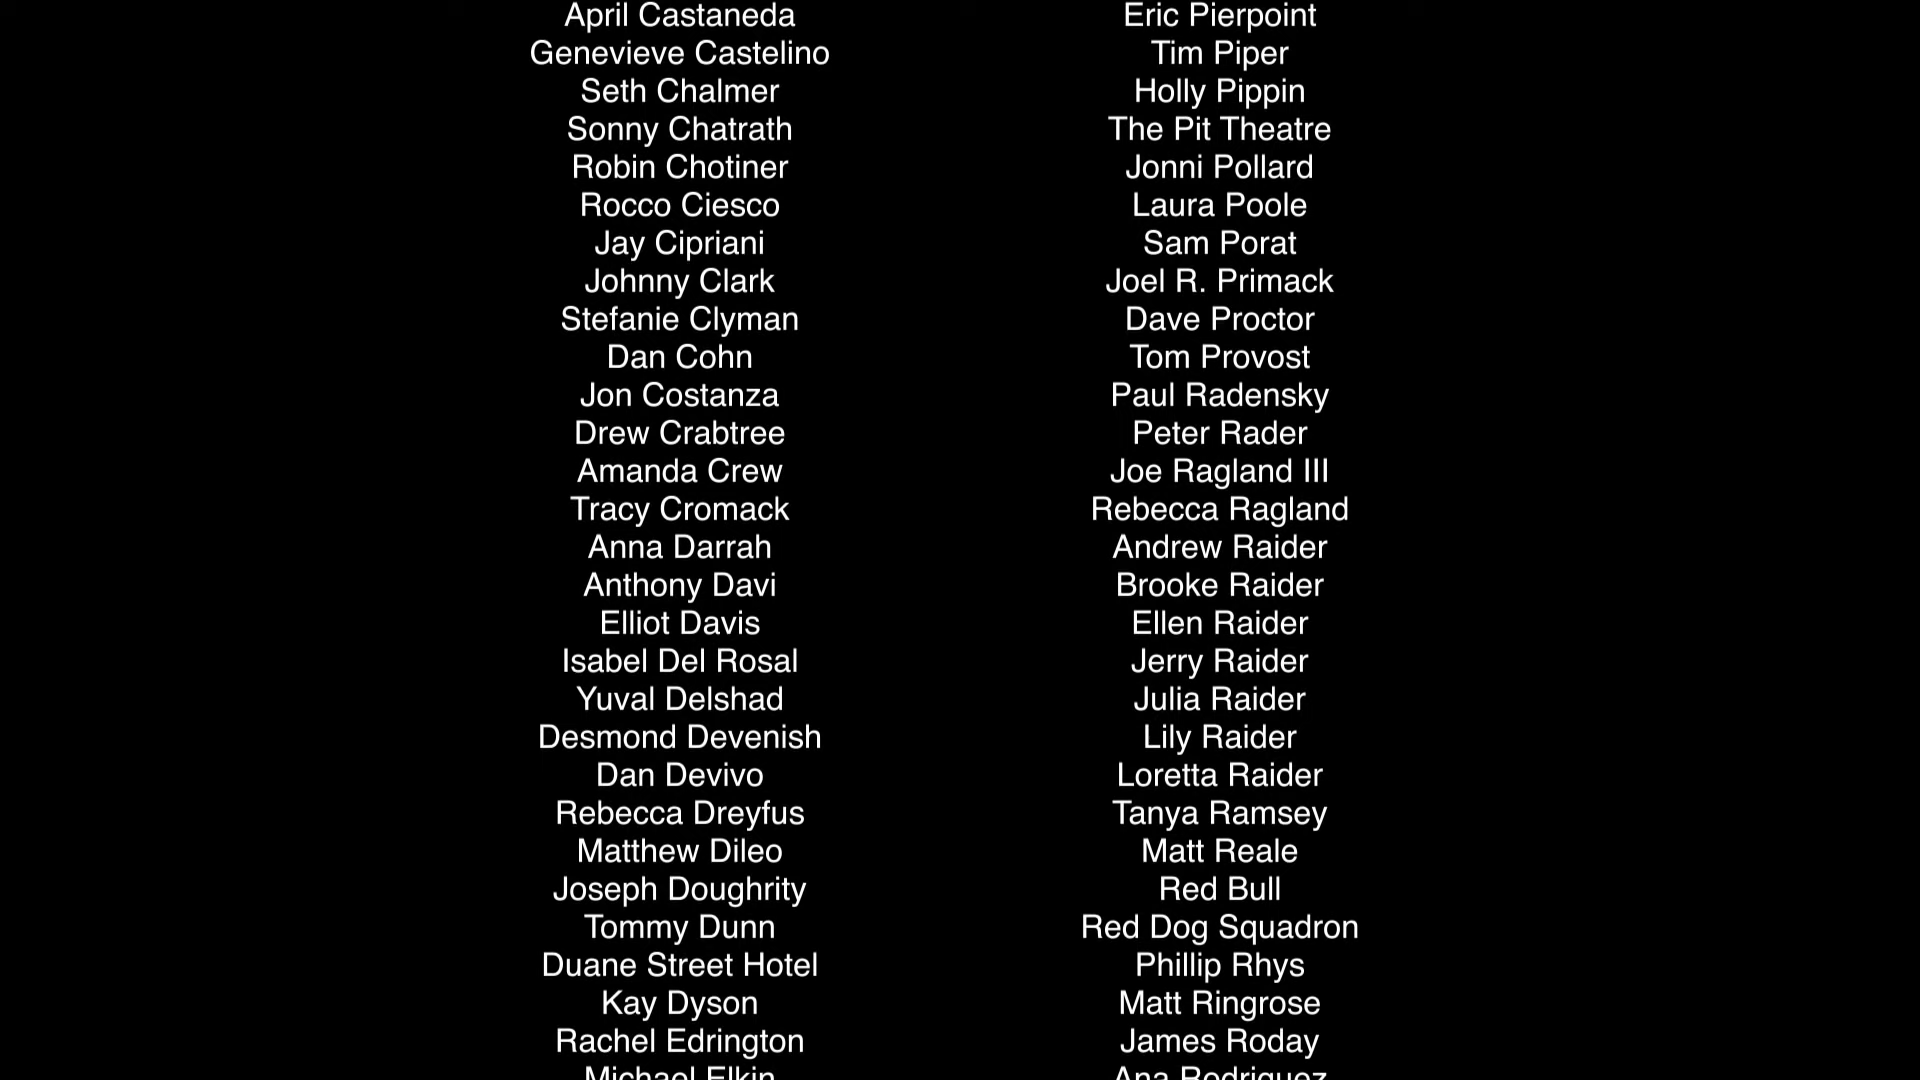 April Castaneda
Genevieve Castelino
Seth Chalmer
Sonny Chatrath
Robin Chotiner
Rocco Ciesco
Jay Cipriani
Johnny Clark
Stefanie Clyman
Dan Cohn
Jon Costanza
Drew Crabtree
Amanda Crew
Tracy Cromack
Anna Darrah
Anthony Davi
Elliot Davis
Isabel Del Rosal
Yuval Delshad
Desmond Devenish
Dan Devivo
Rebecca Dreyfus
Matthew Dileo
Joseph Doughrity
Tommy Dunn
Duane Street Hotel
Kay Dyson
Rachel Edrington
Michael Elkin
Eric Pierpoint
Tim Piper
Holly Pippin
The Pit Theatre
Jonni Pollard
Laura Poole
Sam Porat
Joel R. Primack
Dave Proctor
Tom Provost
Paul Radensky
Peter Rader
Joe Ragland III
Rebecca Ragland
Andrew Raider
Brooke Raider
Ellen Raider
Jerry Raider
Julia Raider
Lily Raider
Loretta Raider
Tanya Ramsey
Matt Reale
Red Bull
Red Dog Squadron
Phillip Rhys
Matt Ringrose
James Roday
Ana Rodriguez